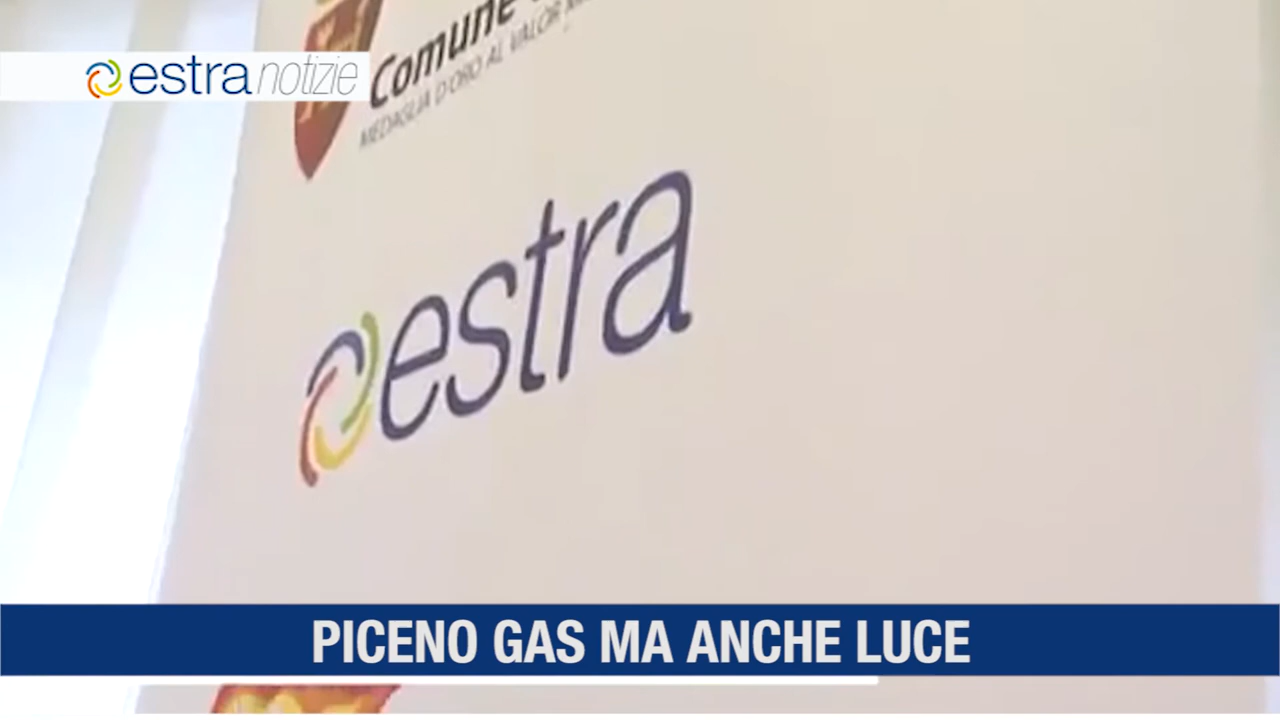 estra notizie
Comune
MEDAGLIA D'ORO AL VALOR
estra
PICENO GAS MA ANCHE LUCE